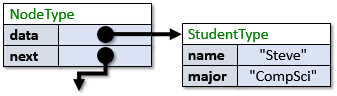 NodeType
data
next
StudentType
name "Steve"
major "CompSci"